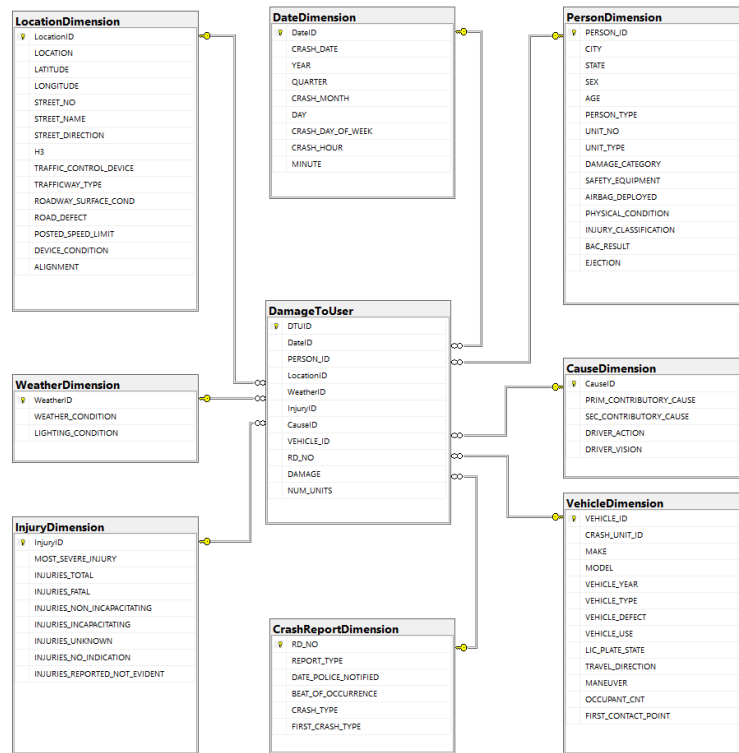 LocationDimension
LocationID
LOCATION
LATITUDE
LONGITUDE
STREET_NO
STREET_NAME
STREET_DIRECTION
H3
TRAFFIC_CONTROL_DEVICE
TRAFFICWAY_TYPE
ROADWAY_SURFACE_COND
ROAD_DEFECT
POSTED_SPEED_LIMIT
DEVICE_CONDITION
ALIGNMENT
DateDimension
DateID
CRASH_DATE
YEAR
QUARTER
CRASH_MONTH
DAY
CRASH_DAY_OF_WEEK
CRASH_HOUR
MINUTE
PersonDimension
PERSON_ID
CITY
STATE
SEX
AGE
PERSON_TYPE
UNIT_NO
UNIT_TYPE
DAMAGE_CATEGORY
SAFETY_EQUIPMENT
AIRBAG_DEPLOYED
PHYSICAL_CONDITION
INJURY_CLASSIFICATION
BAC_RESULT
EJECTION
DamageToUser
DTUID
DateID
PERSON_ID
LocationID
WeatherID
InjuryID
CauseID
VEHICLE_ID
RD_NO
DAMAGE
NUM_UNITS
WeatherDimension
WeatherID
WEATHER_CONDITION
LIGHTING_CONDITION
CauseDimension
CauseID
PRIM_CONTRIBUTORY_CAUSE
SEC_CONTRIBUTORY_CAUSE
DRIVER_ACTION
DRIVER_VISION
InjuryDimension
InjuryID
MOST_SEVERE_INJURY
INJURIES_TOTAL
INJURIES_FATAL
INJURIES_NON_INCAPACITATING
INJURIES_INCAPACITATING
INJURIES_UNKNOWN
INJURIES_NO_INDICATION
INJURIES_REPORTED_NOT_EVIDENT
CrashReportDimension
RD_NO
REPORT_TYPE
DATE_POLICE_NOTIFIED
BEAT_OF_OCCURRENCE
CRASH_TYPE
FIRST_CRASH_TYPE
VehicleDimension
VEHICLE_ID
CRASH_UNIT_ID
MAKE
MODEL
VEHICLE_YEAR
VEHICLE_TYPE
VEHICLE_DEFECT
VEHICLE_USE
LIC_PLATE_STATE
TRAVEL_DIRECTION
MANEUVER
OCCUPANT_CNT
FIRST_CONTACT_POINT